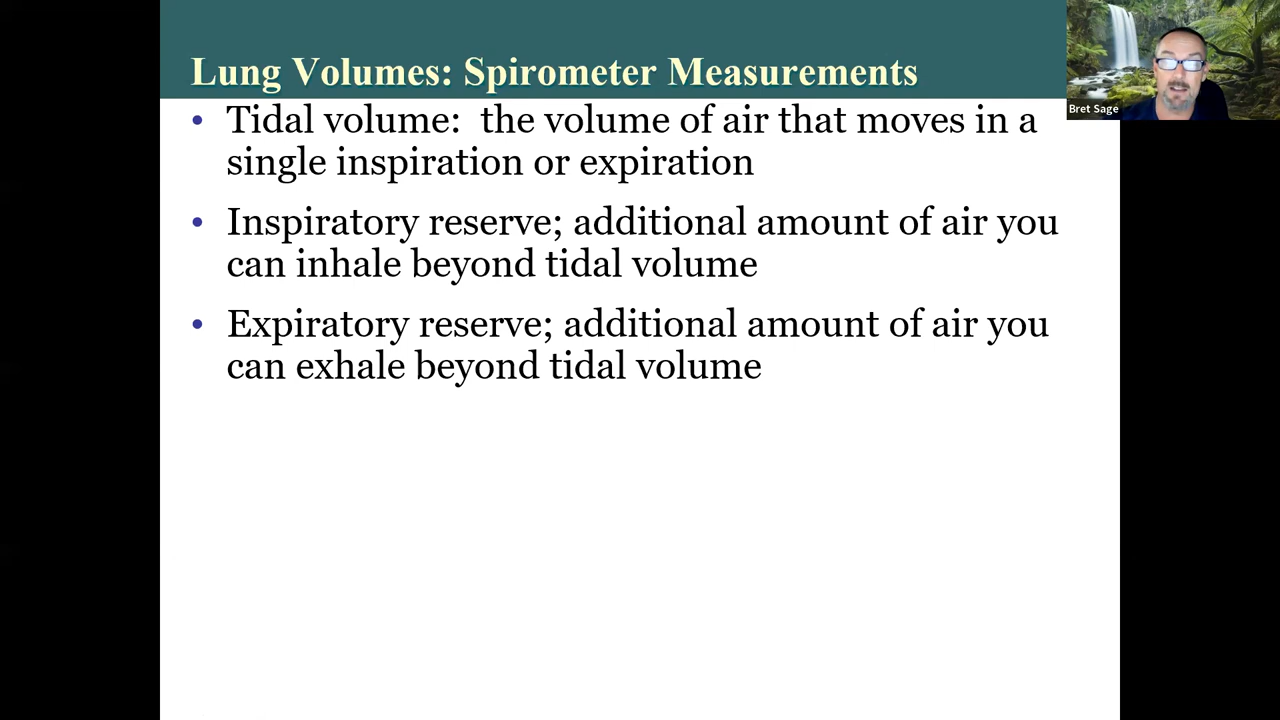 Lung Volumes: Spirometer Measurements
• Tidal volume:  the volume of air that moves in a
single inspiration or expiration
• Inspiratory reserve; additional amount of air you
can inhale beyond tidal volume
• Expiratory reserve; additional amount of air you
can exhale beyond tidal volume
Bret Sage